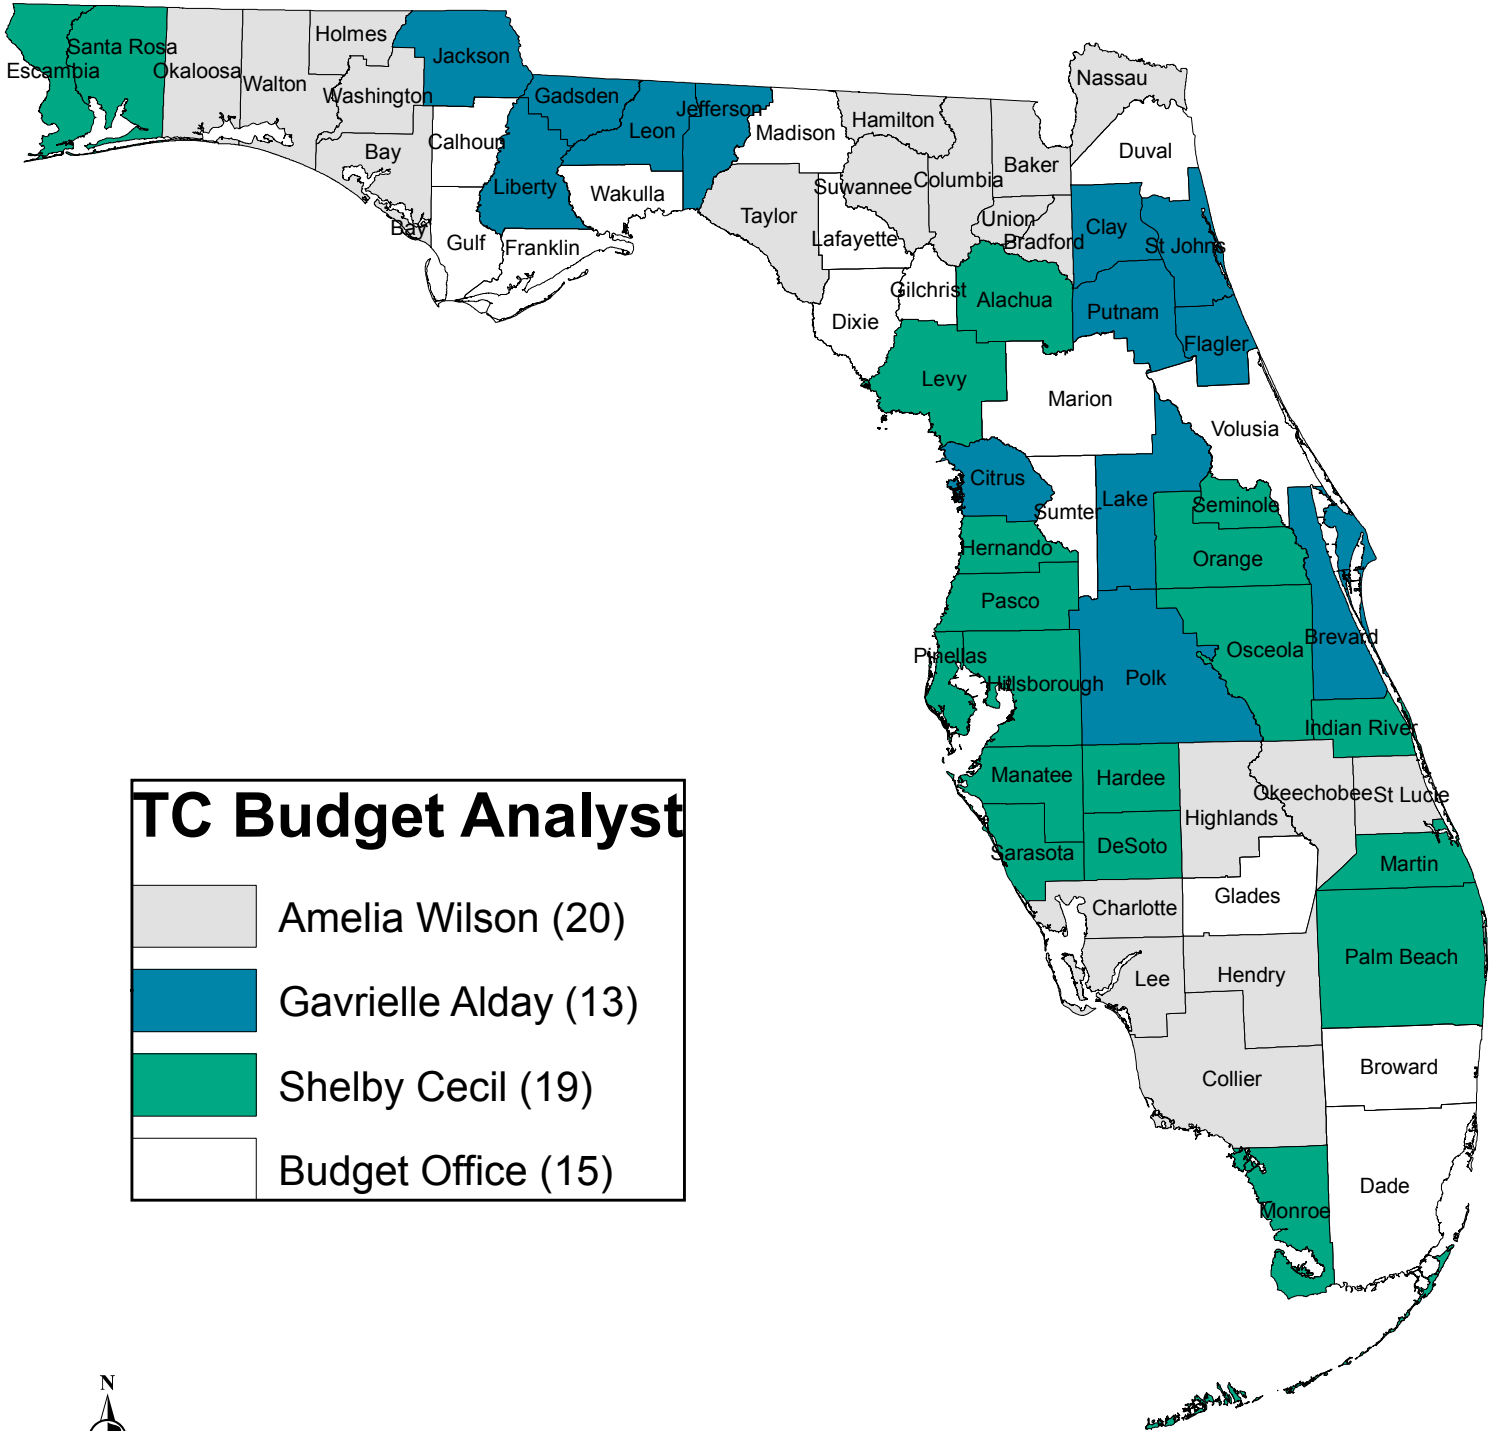 Holmes
Jackson
Santa Rosa
Escambia
Okaloosa
Walton
Washington
Nassau
Gadsden
Jefferson
Leon
Madison
Hamilton
Calhoun
Bay
Duval
Baker
Liberty
Wakulla
Suwannee
Columbia
Taylor
Union
Bay
Gulf
Franklin
Lafayette
Bradford
Clay
St Johns
Gilchrist
Alachua
Dixie
Putnam
Flagler
Levy
Marion
Volusia
Citrus
Lake
Sumter
Seminole
Hernando
Orange
Pasco
Brevard
Pinellas
Osceola
Hillsborough
Polk
Indian River
Manatee
Hardee
Okeechobee
St Lucie
Highlands
Sarasota
DeSoto
Martin
Charlotte
Glades
Palm Beach
Lee
Hendry
Collier
Broward
Dade
Monroe
TC Budget Analyst
Amelia Wilson (20)
Gavrielle Alday (13)
Shelby Cecil (19)
Budget Office (15)
N